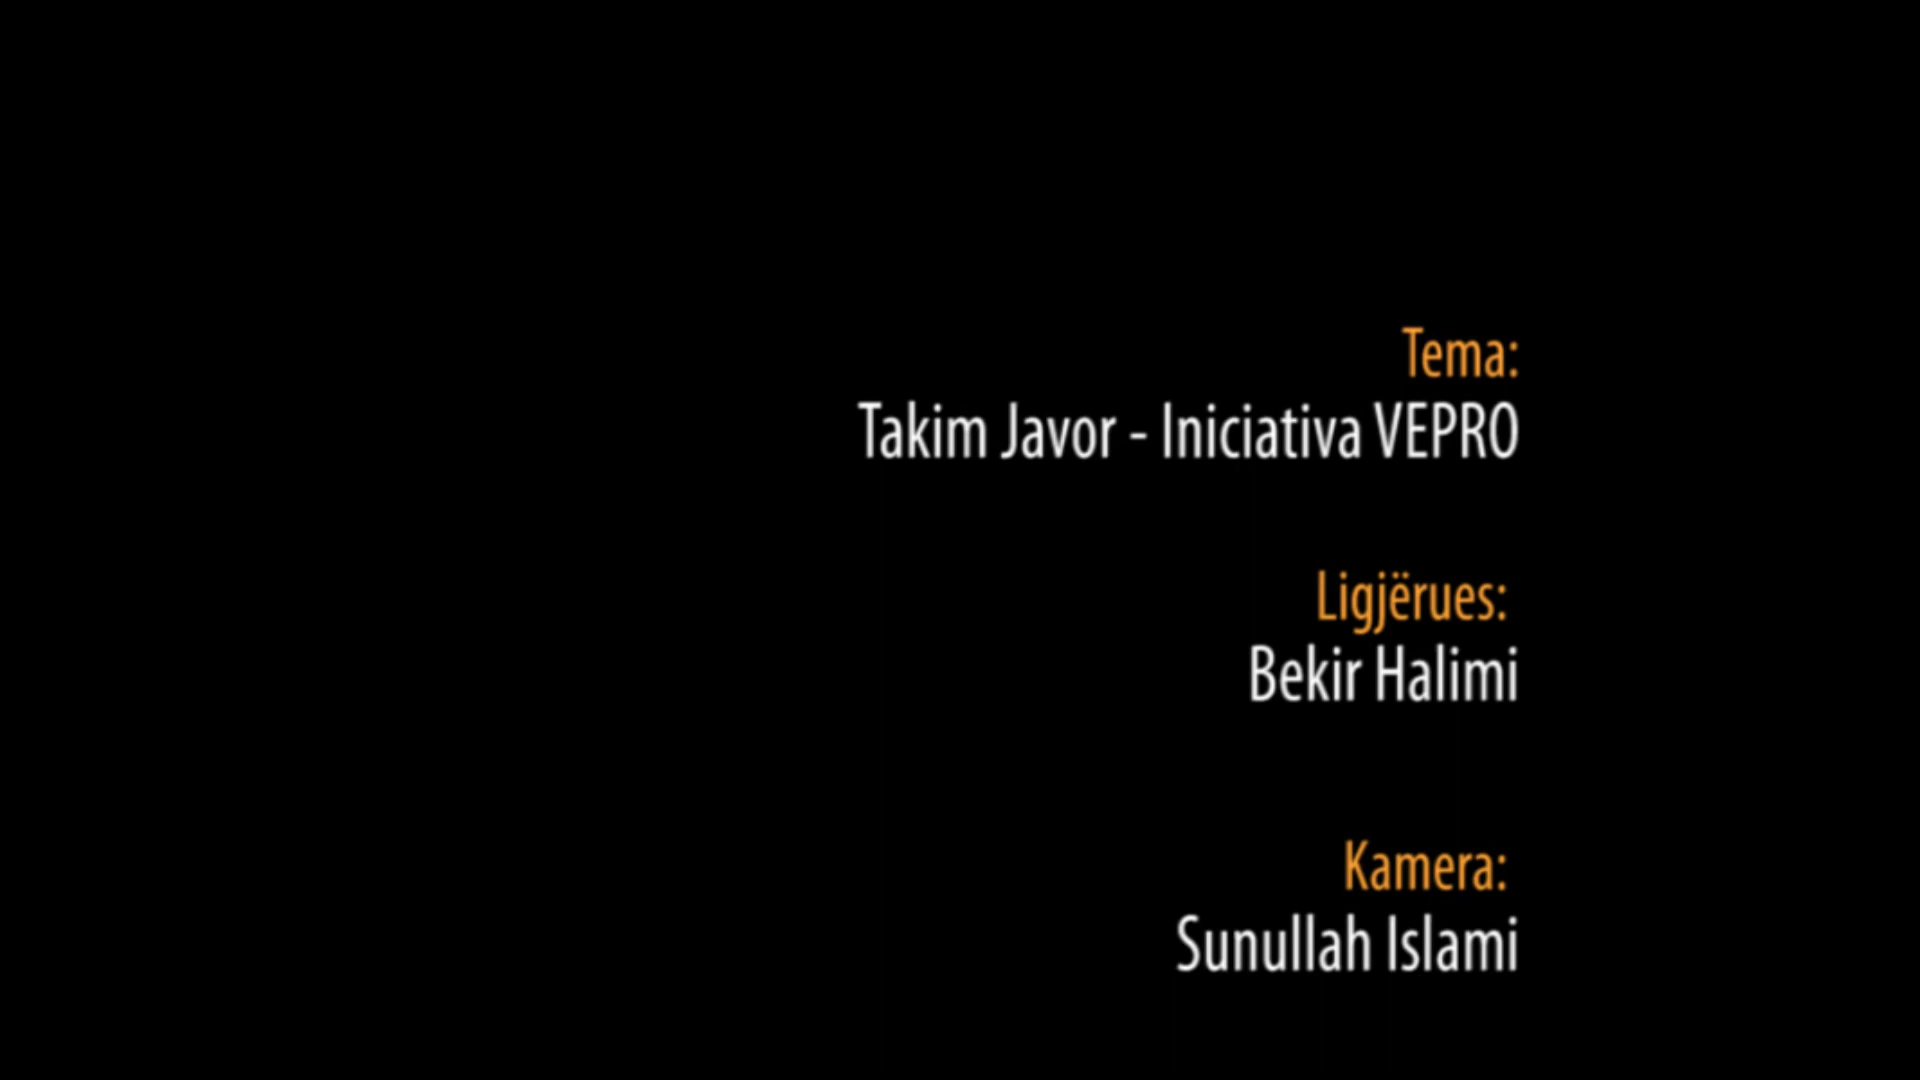 Tema:
Takim Javor - Iniciativa VEPRO
Ligjërues:
Bekir Halimi
Kamera:
Sunullah Islami